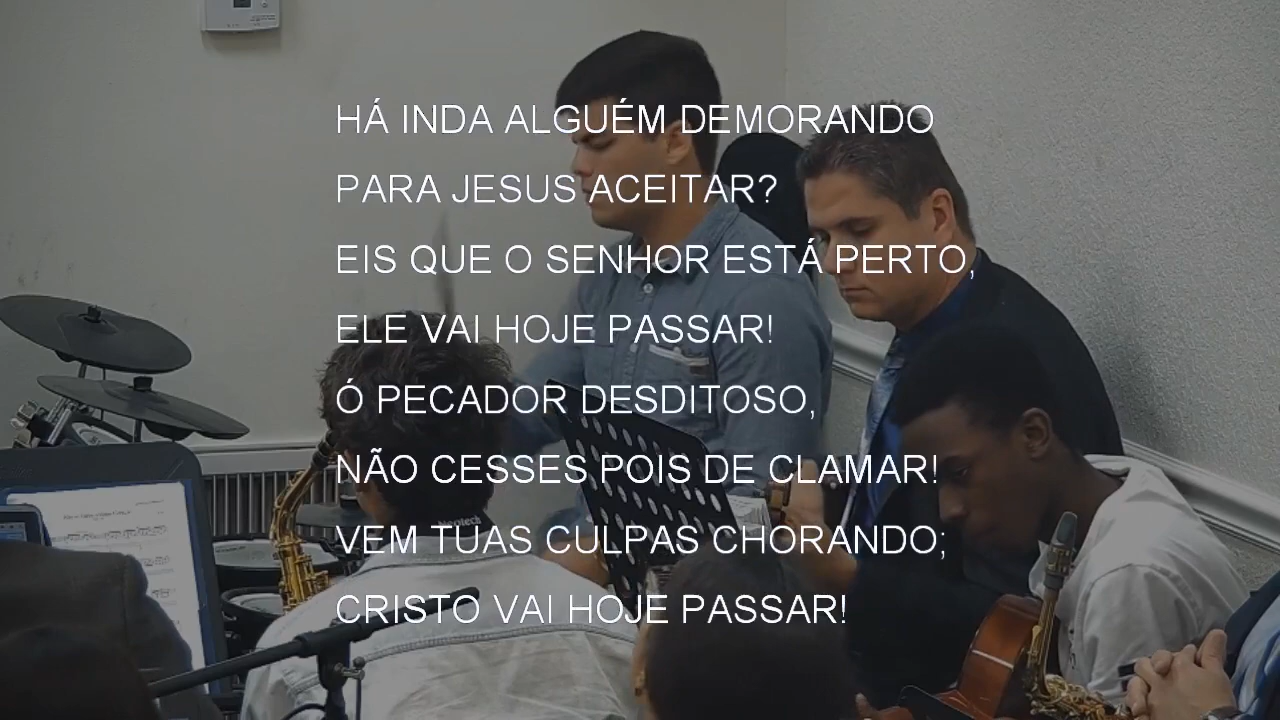 HÁ INDA ALGUÉM DEMORANDO
PARA JESUS ACEITAR?
EIS QUE O SENHOR ESTÁ PERTO,
ELE VAI HOJE PASSAR!
Ó PECADOR DESDITOSO,
NÃO CESSES POIS DE CLAMAR!
VEM TUAS CULPAS CHORANDO;
CRISTO VAI HOJE PASSAR!